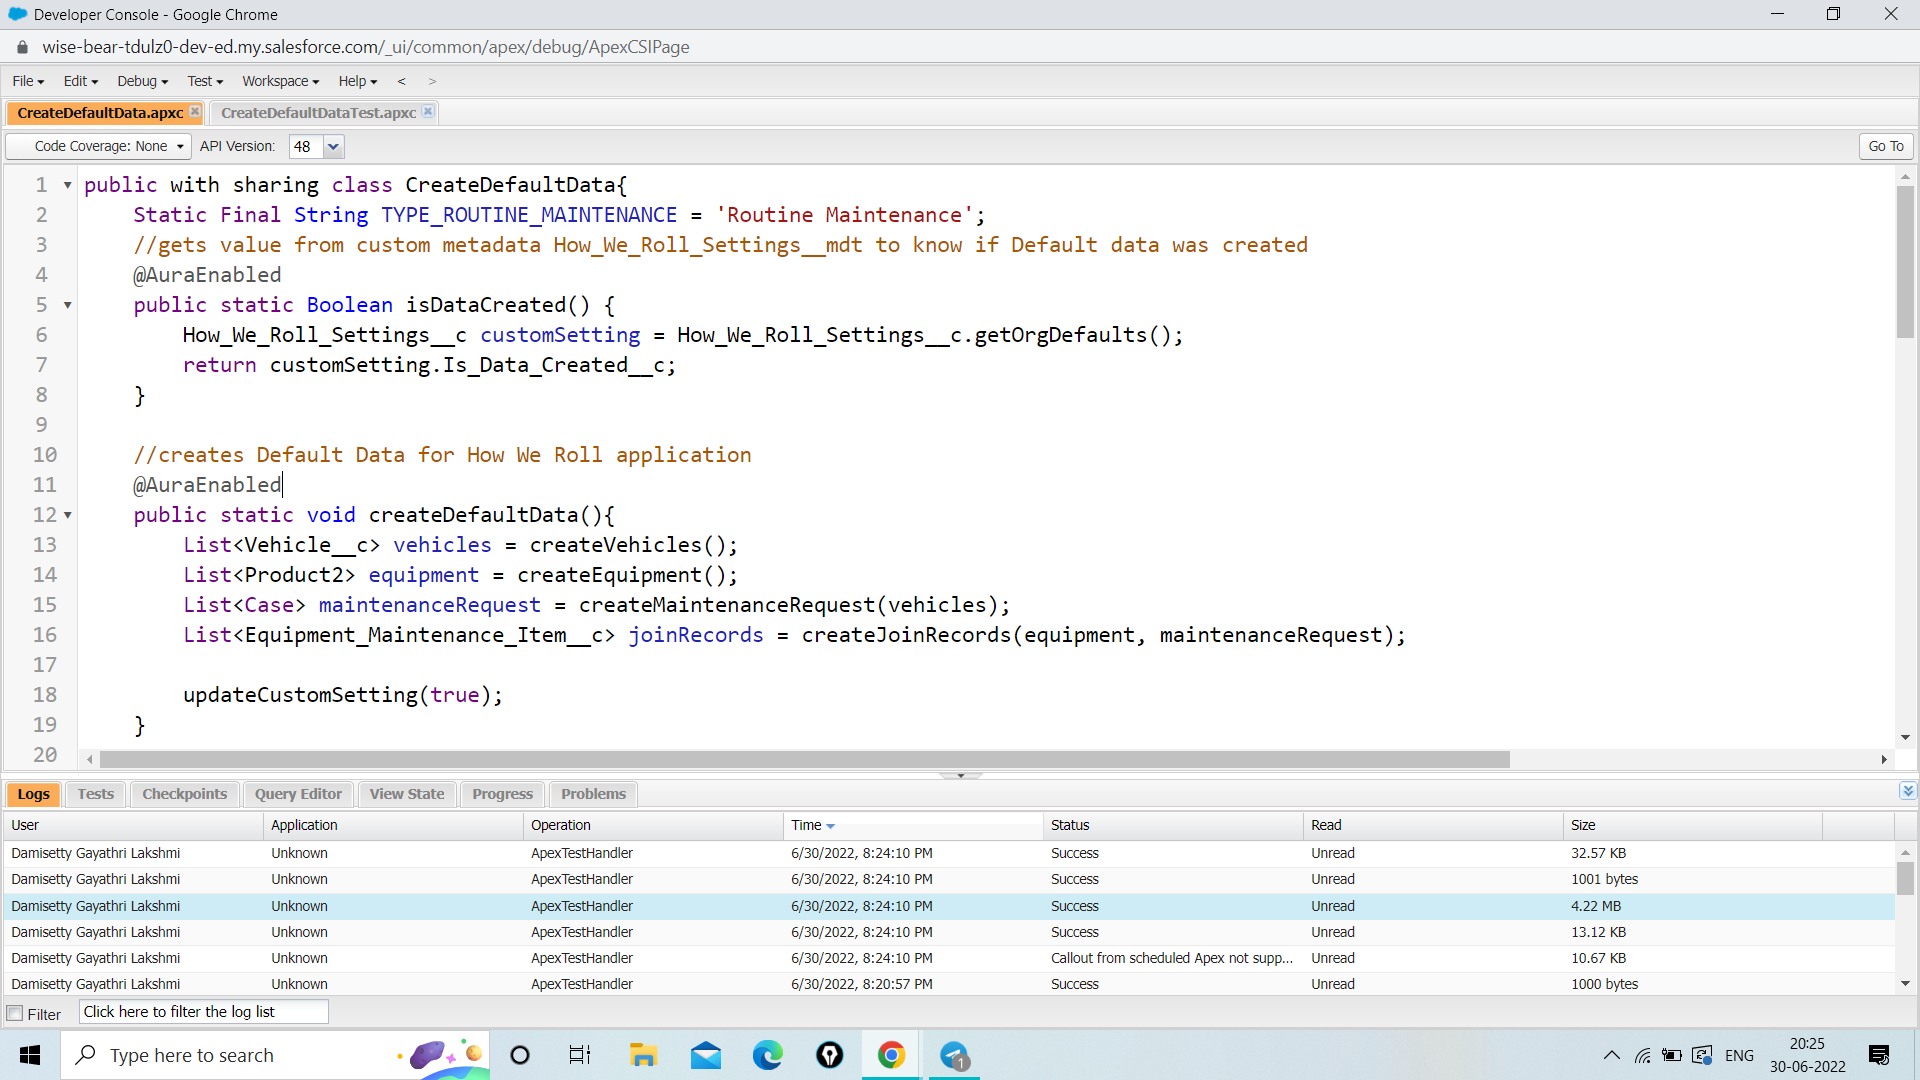 Developer Console - Google Chrome
wise-bear-tdulz0-dev-ed.my.salesforce.com/_ui/common/apex/debug/ApexCSIPage
File Edit Debug Test Workspace Help < >
CreateDefaultData.apxc CreateDefaultDataTest.apxc
Code Coverage: None API Version: 48 Go To
1 public with sharing class CreateDefaultData{
2 Static Final String TYPE_ROUTINE_MAINTENANCE = 'Routine Maintenance';
3 //gets value from custom metadata How_We_Roll_Settings__mdt to know if Default data was created
4 @AuraEnabled
5 public static Boolean isDataCreated() {
6 How_We_Roll_Settings__c customSetting = How_We_Roll_Settings__c.getOrgDefaults();
7 return customSetting.Is_Data_Created__c;
8 }
9
10 //creates Default Data for How We Roll application
11 @AuraEnabled
12 public static void createDefaultData(){
13 List<Vehicle__c> vehicles = createVehicles();
14 List<Product2> equipment = createEquipment();
15 List<Case> maintenanceRequest = createMaintenanceRequest(vehicles);
16 List<Equipment_Maintenance_Item__c> joinRecords = createJoinRecords(equipment, maintenanceRequest);
17
18 updateCustomSetting(true);
19 }
20
Logs Tests Checkpoints Query Editor View State Progress Problems
User Application Operation Time Status Read Size
Damisetty Gayathri Lakshmi Unknown ApexTestHandler 6/30/2022, 8:24:10 PM Success Unread 32.57 KB
Damisetty Gayathri Lakshmi Unknown ApexTestHandler 6/30/2022, 8:24:10 PM Success Unread 1001 bytes
Damisetty Gayathri Lakshmi Unknown ApexTestHandler 6/30/2022, 8:24:10 PM Success Unread 4.22 MB
Damisetty Gayathri Lakshmi Unknown ApexTestHandler 6/30/2022, 8:24:10 PM Success Unread 13.12 KB
Damisetty Gayathri Lakshmi Unknown ApexTestHandler 6/30/2022, 8:24:10 PM Callout from scheduled Apex not supp... Unread 10.67 KB
Damisetty Gayathri Lakshmi Unknown ApexTestHandler 6/30/2022, 8:20:57 PM Success Unread 1000 bytes
Filter Click here to filter the log list
Type here to search 1 ENG 20:25
30-06-2022